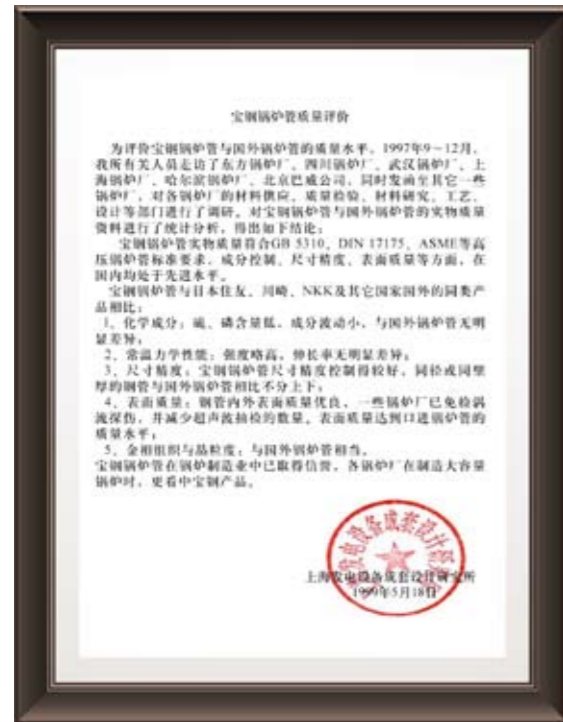 宝钢锅炉管质量评价
为评价宝钢锅炉管与国外锅炉管的质量水平，1997年9～12月，
我所有关人员走访了东方锅炉厂、四川锅炉厂、武汉锅炉厂、上
海锅炉厂、哈尔滨锅炉厂、北京巴威公司，同时发函至其它一些
锅炉厂，对各锅炉厂的材料供应、质量检验、材料研究、工艺、
设计等部门进行了调研。对宝钢锅炉管与国外锅炉管的实物质量
资料进行了统计分析，得出如下结论：
宝钢锅炉管实物质量符合GB 5310、DIN 17175、ASME等高
压锅炉管标准要求，成分控制、尺寸精度、表面质量等方面，在
国内均处于先进水平。
宝钢锅炉管与日本住友、川崎、NKK及其它国家国外的同类产
品相比：
1、化学成分：硫、磷含量低，成分波动小，与国外锅炉管无明
显差异；
2、常温力学性能：强度略高，伸长率无明显差异；
3、尺寸精度：宝钢锅炉管尺寸精度控制得较好，同径或同壁
厚的钢管与国外锅炉管相比不分上下；
4、表面质量：钢管内外表面质量优良，一些锅炉厂已免检涡
流探伤，并减少超声波抽检的数量。表面质量达到口进锅炉管的
质量水平；
5、金相组织与晶粒度：与国外锅炉管相当。
宝钢锅炉管在锅炉制造业中已取得信誉，各锅炉厂在制造大容量
锅炉时，更看中宝钢产品。
上海发电设备成套设计研究所
1999年5月18日